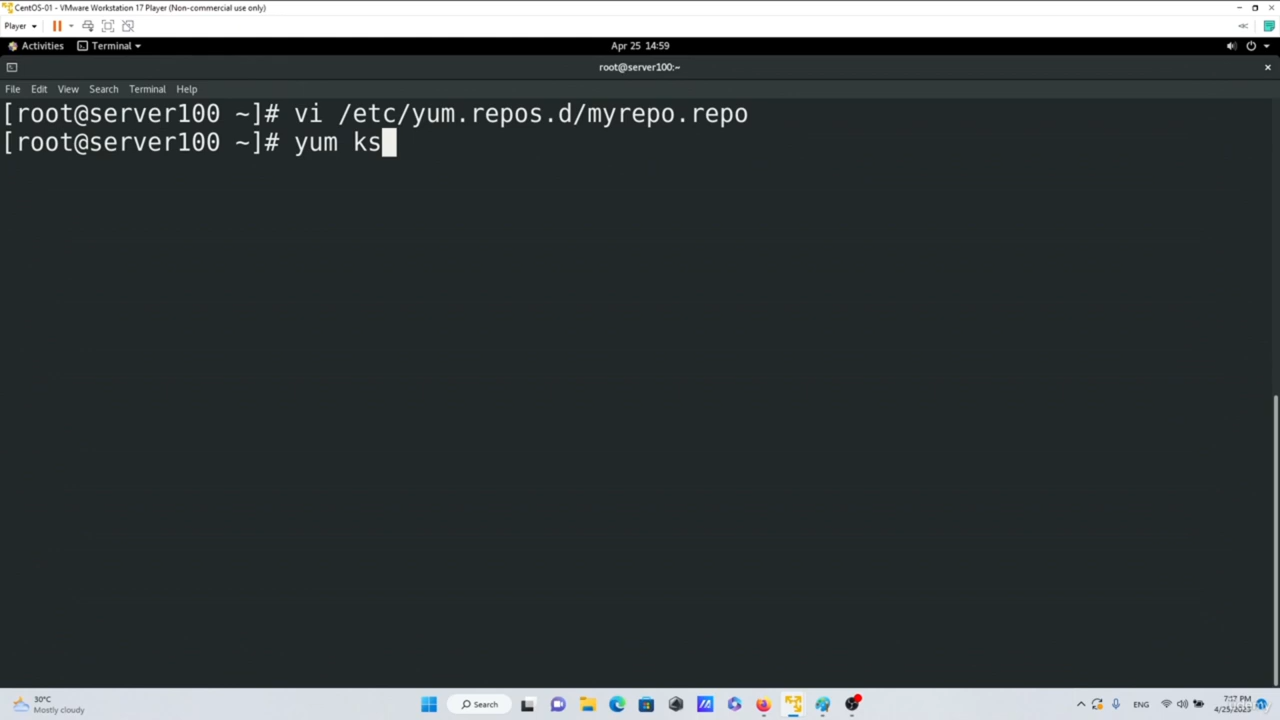 CentOS-01 - VMware Workstation 17 Player (Non-commercial use only)
Player
Activities Terminal Apr 25 14:59
root@server100:~
File Edit View Search Terminal Help
[root@server100 ~]# vi /etc/yum.repos.d/myrepo.repo
[root@server100 ~]# yum ks
30°C
Mostly cloudy
Search
ENG
7:17 PM
4/25/2023